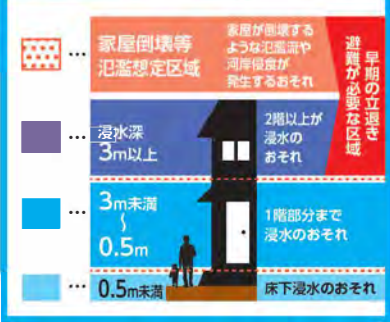 …
家屋倒壊等
氾濫想定区域
家屋が倒壊する
ような氾濫流や
河岸侵食が
発生するおそれ
早期の立退き
避難が必要な区域
…
浸水深
3m以上
2階以上が
浸水の
おそれ
…
3m未満
〜
0.5m
1階部分まで
浸水のおそれ
…
0.5m未満
床下浸水のおそれ